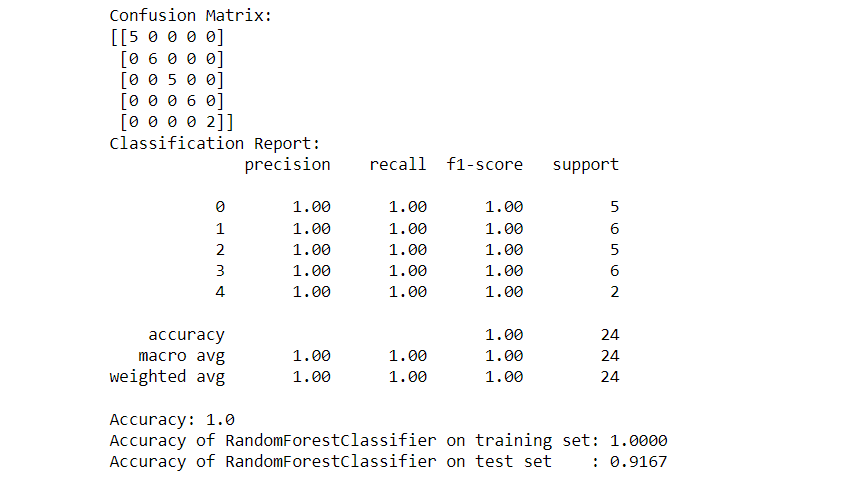 Confusion Matrix:
[[5 0 0 0 0]
 [0 6 0 0 0]
 [0 0 5 0 0]
 [0 0 0 6 0]
 [0 0 0 0 2]]
Classification Report:
              precision    recall  f1-score   support

           0       1.00      1.00      1.00         5
           1       1.00      1.00      1.00         6
           2       1.00      1.00      1.00         5
           3       1.00      1.00      1.00         6
           4       1.00      1.00      1.00         2

    accuracy                           1.00        24
   macro avg       1.00      1.00      1.00        24
weighted avg       1.00      1.00      1.00        24

Accuracy: 1.0
Accuracy of RandomForestClassifier on training set: 1.0000
Accuracy of RandomForestClassifier on test set    : 0.9167